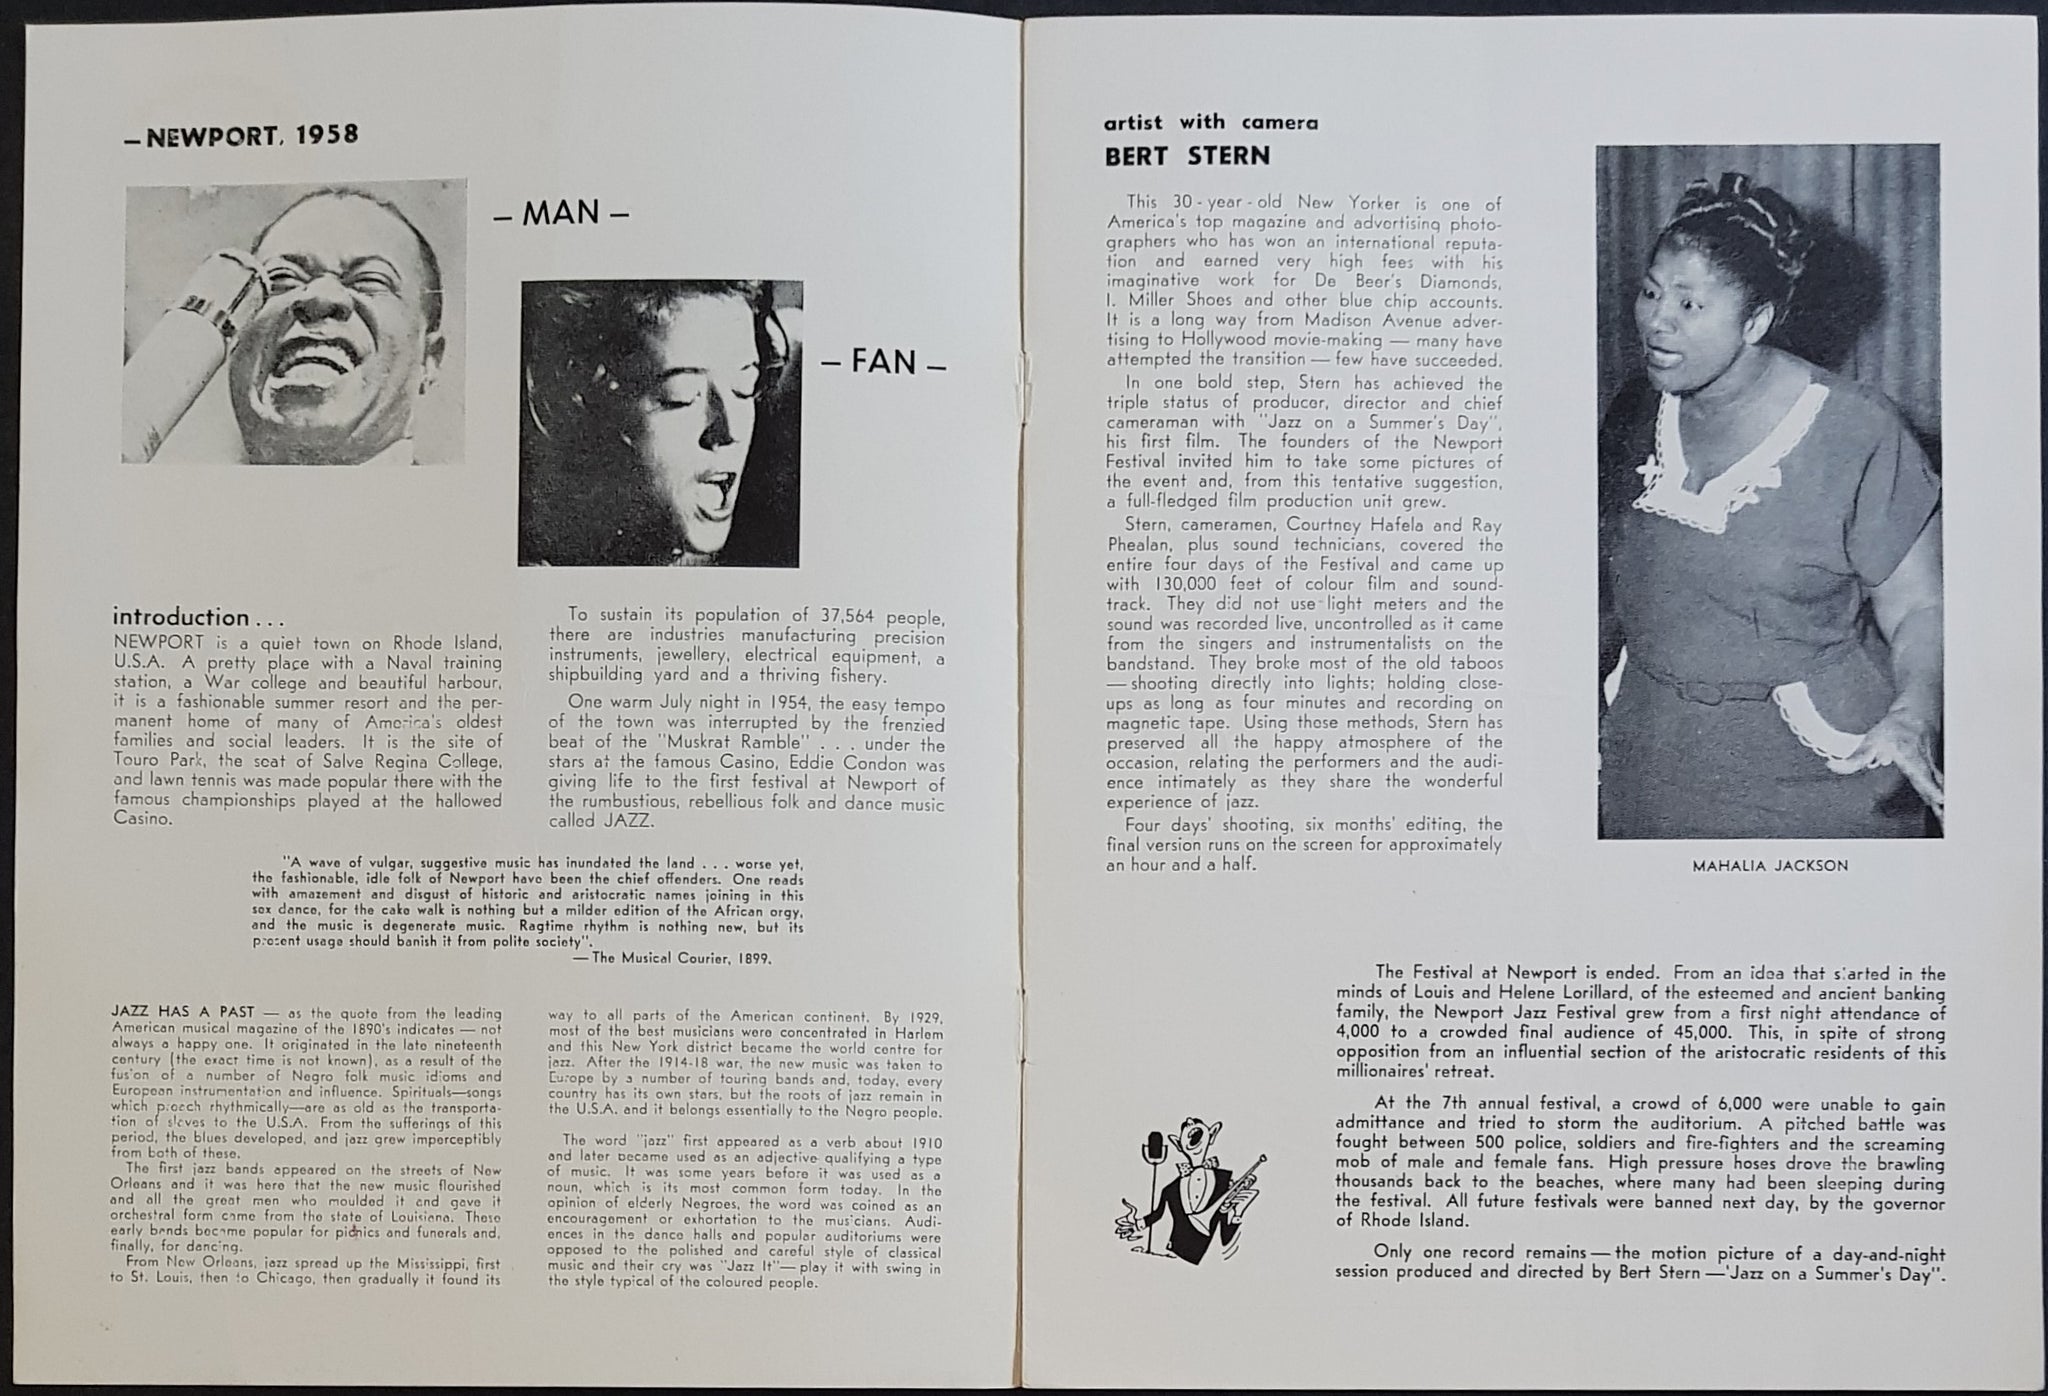 —NEWPORT, 1958
— MAN —
— FAN —
introduction . . .
NEWPORT is a quiet town on Rhode Island,
U.S.A. A pretty place with a Naval training
station, a War college and beautiful harbour,
it is a fashionable summer resort and the per-
manent home of many of America's oldest
families and social leaders. It is the site of
Touro Park, the seat of Salve Regina College,
and lawn tennis was made popular there with the
famous championships played at the hallowed
Casino.
To sustain its population of 37,564 people,
there are industries manufacturing precision
instruments, jewellery, electrical equipment, a
shipbuilding yard and a thriving fishery.
One warm July night in 1954, the easy tempo
of the town was interrupted by the frenzied
beat of the "Muskrat Ramble" . . . under the
stars at the famous Casino, Eddie Condon was
giving life to the first festival at Newport of
the rumbustious, rebellious folk and dance music
called JAZZ.
"A wave of vulgar, suggestive music has inundated the land . . . worse yet,
the fashionable, idle folk of Newport have been the chief offenders. One reads
with amazement and disgust of historic and aristocratic names joining in this
sex dance, for the cake walk is nothing but a milder edition of the African orgy,
and the music is degenerate music. Ragtime rhythm is nothing new, but its
present usage should banish it from polite society".
—The Musical Courier, 1899.
JAZZ HAS A PAST — as the quote from the leading
American musical magazine of the 1890's indicates — not
always a happy one. It originated in the late nineteenth
century (the exact time is not known), as a result of the
fusion of a number of Negro folk music idioms and
European instrumentation and influence. Spirituals—songs
which preach rhythmically—are as old as the transporta-
tion of slaves to the U.S.A. From the sufferings of this
period, the blues developed, and jazz grew imperceptibly
from both of these.
The first jazz bands appeared on the streets of New
Orleans and it was here that the new music flourished
and all the great men who moulded it and gave it
orchestral form came from the state of Louisiana. These
early bands became popular for picnics and funerals and,
finally, for dancing.
From New Orleans, jazz spread up the Mississippi, first
to St. Louis, then to Chicago, then gradually it found its
way to all parts of the American continent. By 1929,
most of the best musicians were concentrated in Harlem
and this New York district became the world centre for
jazz. After the 1914-18 war, the new music was taken to
Europe by a number of touring bands and, today, every
country has its own stars, but the roots of jazz remain in
the U.S.A. and it belongs essentially to the Negro people.
The word "jazz" first appeared as a verb about 1910
and later became used as an adjective qualifying a type
of music. It was some years before it was used as a
noun, which is its most common form today. In the
opinion of elderly Negroes, the word was coined as an
encouragement or exhortation to the musicians. Audi-
ences in the dance halls and popular auditoriums were
opposed to the polished and careful style of classical
music and their cry was "Jazz It"—play it with swing in
the style typical of the coloured people.
artist with camera
BERT STERN
This 30-year-old New Yorker is one of
America's top magazine and advertising photo-
graphers who has won an international reputa-
tion and earned very high fees with his
imaginative work for De Beer's Diamonds,
I. Miller Shoes and other blue chip accounts.
It is a long way from Madison Avenue adver-
tising to Hollywood movie-making — many have
attempted the transition — few have succeeded.
In one bold step, Stern has achieved the
triple status of producer, director and chief
cameraman with "Jazz on a Summer's Day",
his first film. The founders of the Newport
Festival invited him to take some pictures of
the event and, from this tentative suggestion,
a full-fledged film production unit grew.
Stern, cameramen, Courtney Hafela and Ray
Phealan, plus sound technicians, covered the
entire four days of the Festival and came up
with 130,000 feet of colour film and sound-
track. They did not use light meters and the
sound was recorded live, uncontrolled as it came
from the singers and instrumentalists on the
bandstand. They broke most of the old taboos
—shooting directly into lights; holding close-
ups as long as four minutes and recording on
magnetic tape. Using those methods, Stern has
preserved all the happy atmosphere of the
occasion, relating the performers and the audi-
ence intimately as they share the wonderful
experience of jazz.
Four days' shooting, six months' editing, the
final version runs on the screen for approximately
an hour and a half.
MAHALIA JACKSON
The Festival at Newport is ended. From an idea that started in the
minds of Louis and Helene Lorillard, of the esteemed and ancient banking
family, the Newport Jazz Festival grew from a first night attendance of
4,000 to a crowded final audience of 45,000. This, in spite of strong
opposition from an influential section of the aristocratic residents of this
millionaires' retreat.
At the 7th annual festival, a crowd of 6,000 were unable to gain
admittance and tried to storm the auditorium. A pitched battle was
fought between 500 police, soldiers and fire-fighters and the screaming
mob of male and female fans. High pressure hoses drove the brawling
thousands back to the beaches, where many had been sleeping during
the festival. All future festivals were banned next day, by the governor
of Rhode Island.
Only one record remains — the motion picture of a day-and-night
session produced and directed by Bert Stern —'Jazz on a Summer's Day".